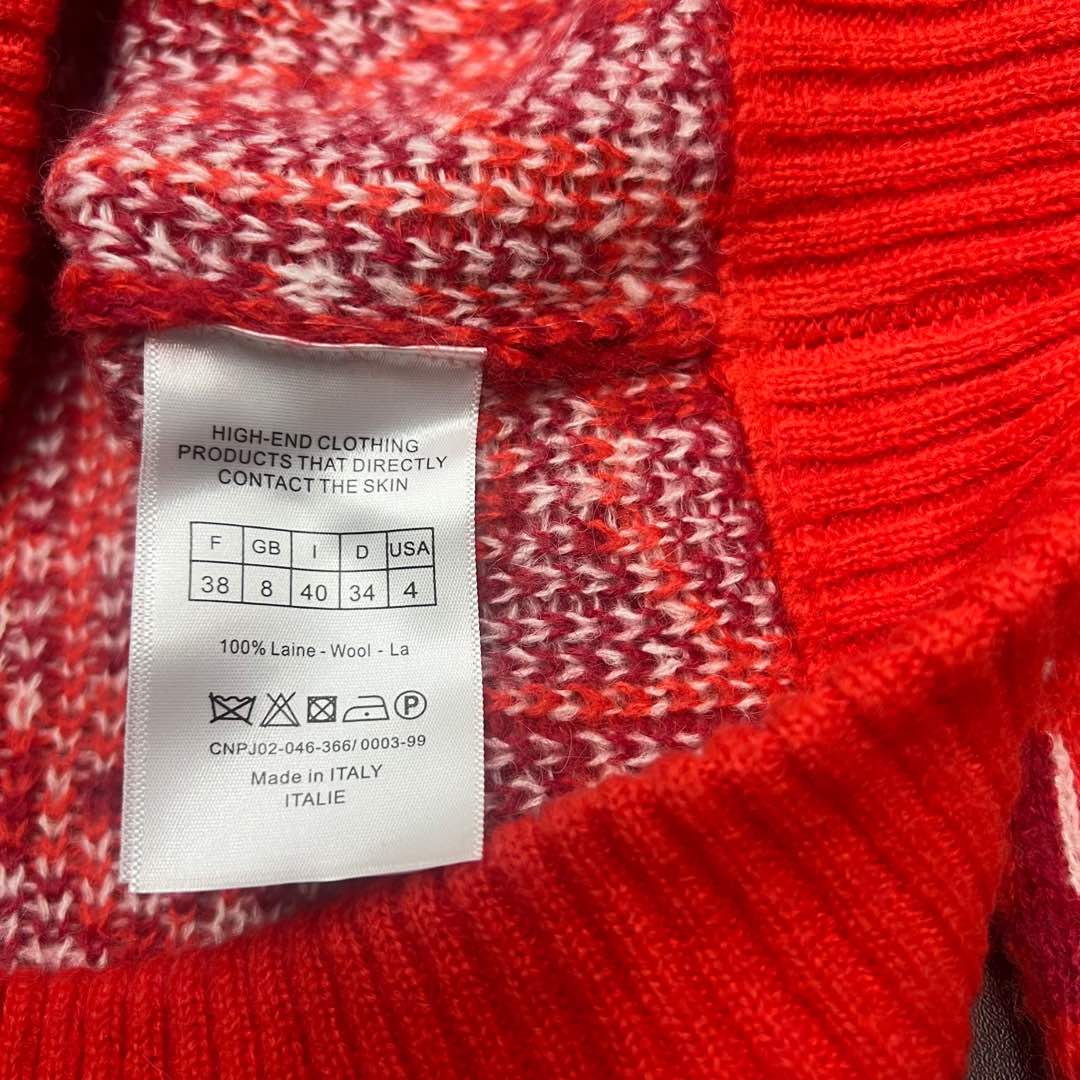 HIGH-END CLOTHING
PRODUCTS THAT DIRECTLY
CONTACT THE SKIN
F GB I D USA
38 8 40 34 4
100% Laine - Wool - La
P
CNPJ02-046-366/0003-99
Made in ITALY
ITALIE